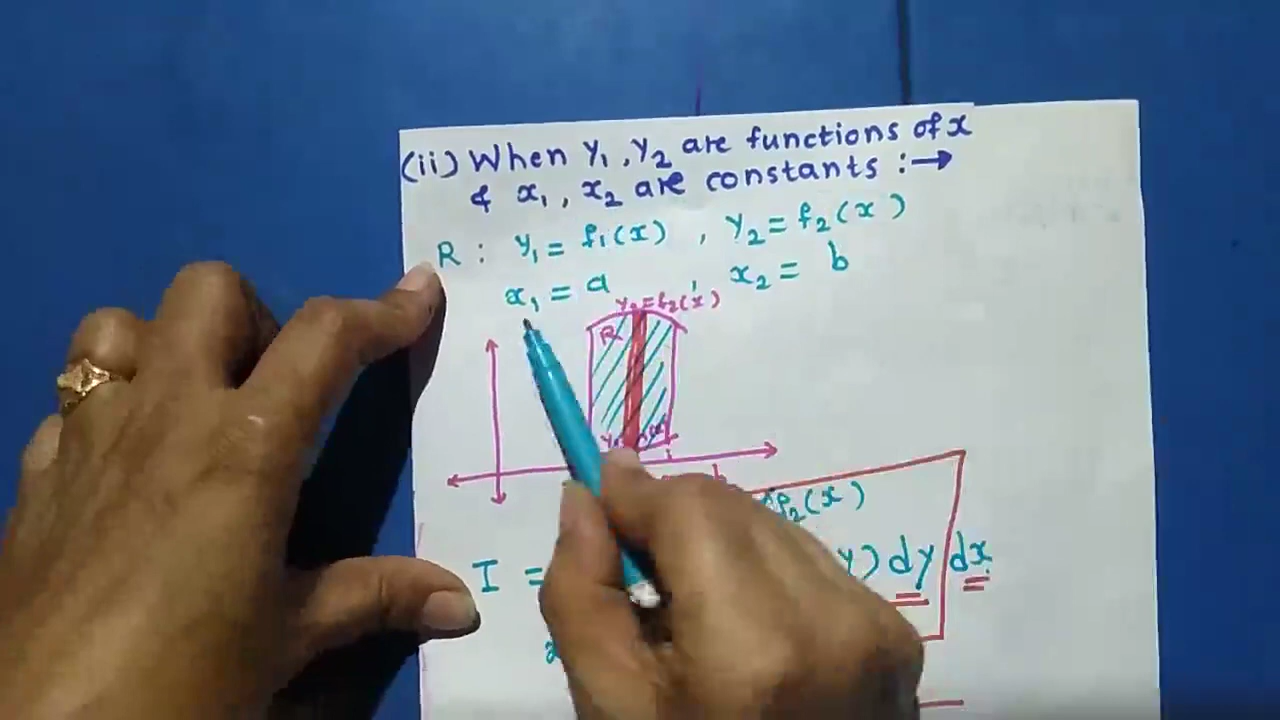 (ii) When y₁, y₂ are functions of x
& x₁, x₂ are constants :→
R : y₁ = f₁(x) , y₂ = f₂(x)
x₁ = a , x₂ = b
y₂ = f₂(x)
R
f₂(x)
I = y) dy dx